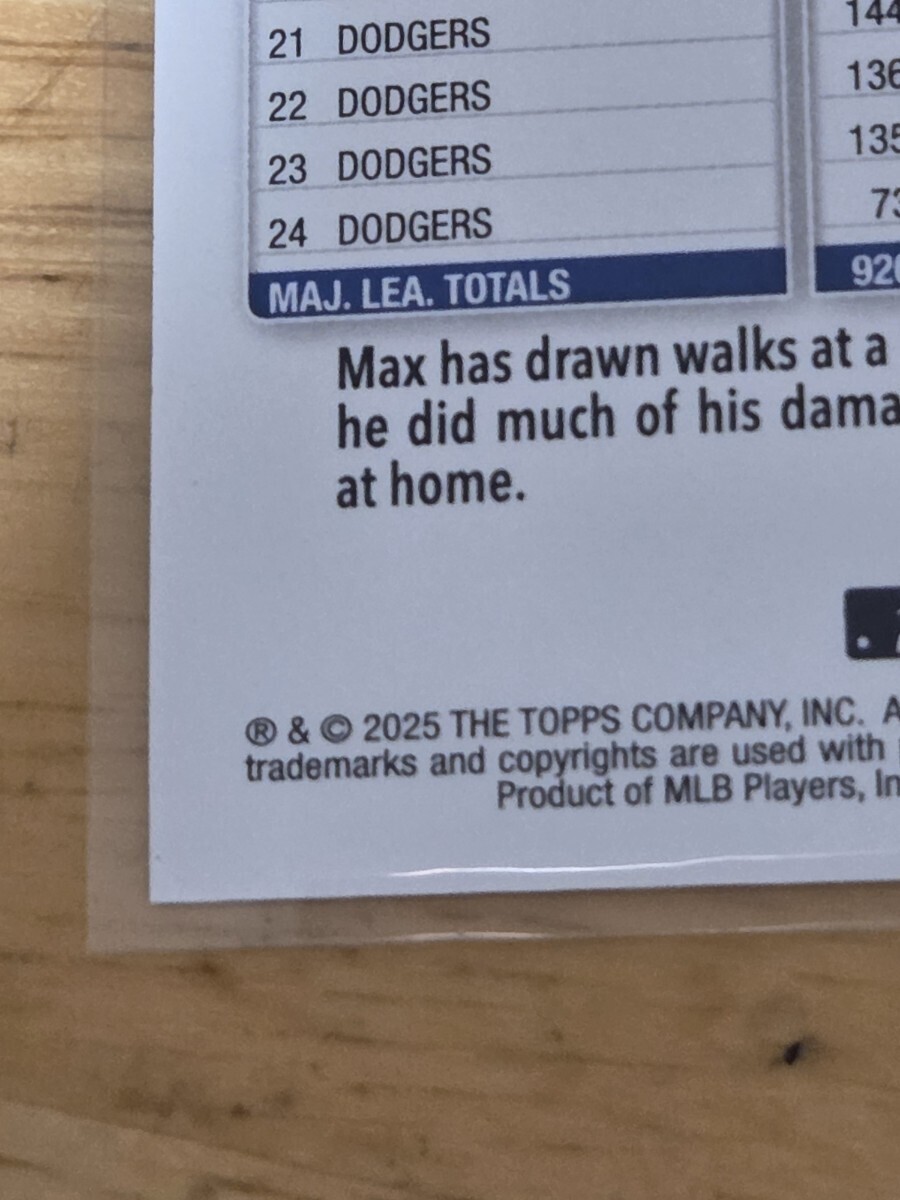 21 DODGERS 144
22 DODGERS 136
23 DODGERS 135
24 DODGERS 73
MAJ. LEA. TOTALS 920
Max has drawn walks at a
he did much of his dama
at home.
® & © 2025 THE TOPPS COMPANY, INC. A
trademarks and copyrights are used with
Product of MLB Players, In